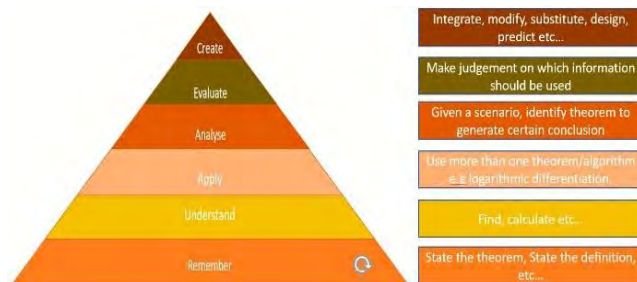 Create
Integrate, modify, substitute, design,
predict etc...
Evaluate
Make judgement on which information
should be used
Analyse
Given a scenario, identify theorem to
generate certain conclusion
Apply
Use more than one theorem/algorithm
e.g logarithmic differentiation.
Understand
Find, calculate etc...
Remember
State the theorem, State the definition,
etc...